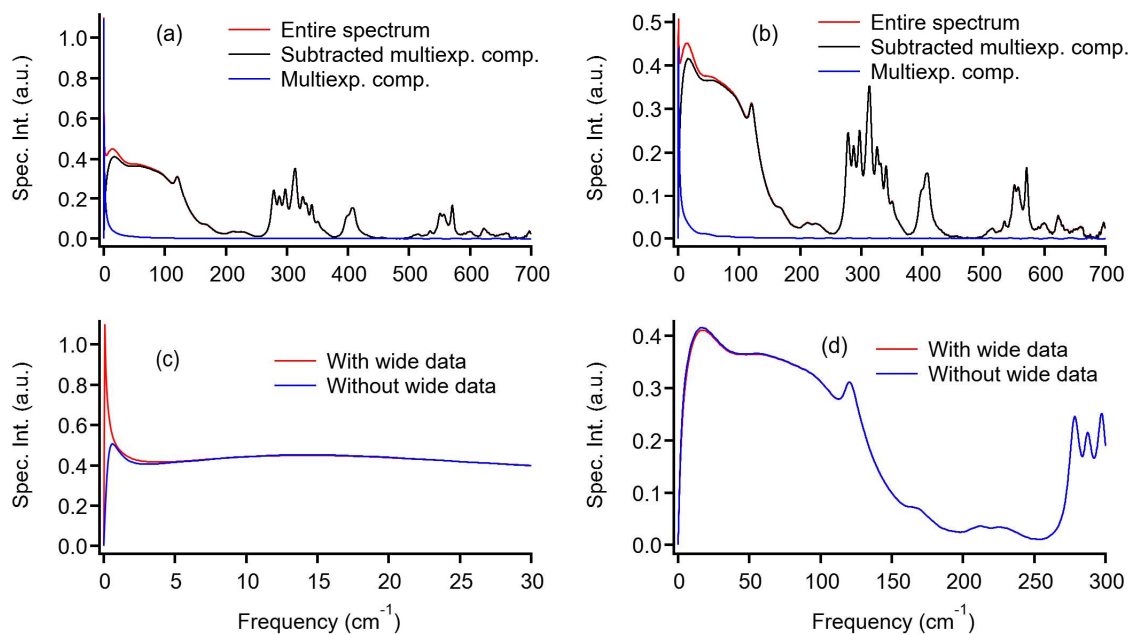 (a)
Entire spectrum
Subtracted multiexp. comp.
Multiexp. comp.
Spec. Int. (a.u.)
1.0
0.8
0.6
0.4
0.2
0.0
0 100 200 300 400 500 600 700
(b)
Entire spectrum
Subtracted multiexp. comp.
Multiexp. comp.
Spec. Int. (a.u.)
0.5
0.4
0.3
0.2
0.1
0.0
0 100 200 300 400 500 600 700
(c)
With wide data
Without wide data
Spec. Int. (a.u.)
1.0
0.8
0.6
0.4
0.2
0.0
0 5 10 15 20 25 30
Frequency (cm⁻¹)
(d)
With wide data
Without wide data
Spec. Int. (a.u.)
0.4
0.3
0.2
0.1
0.0
0 50 100 150 200 250 300
Frequency (cm⁻¹)